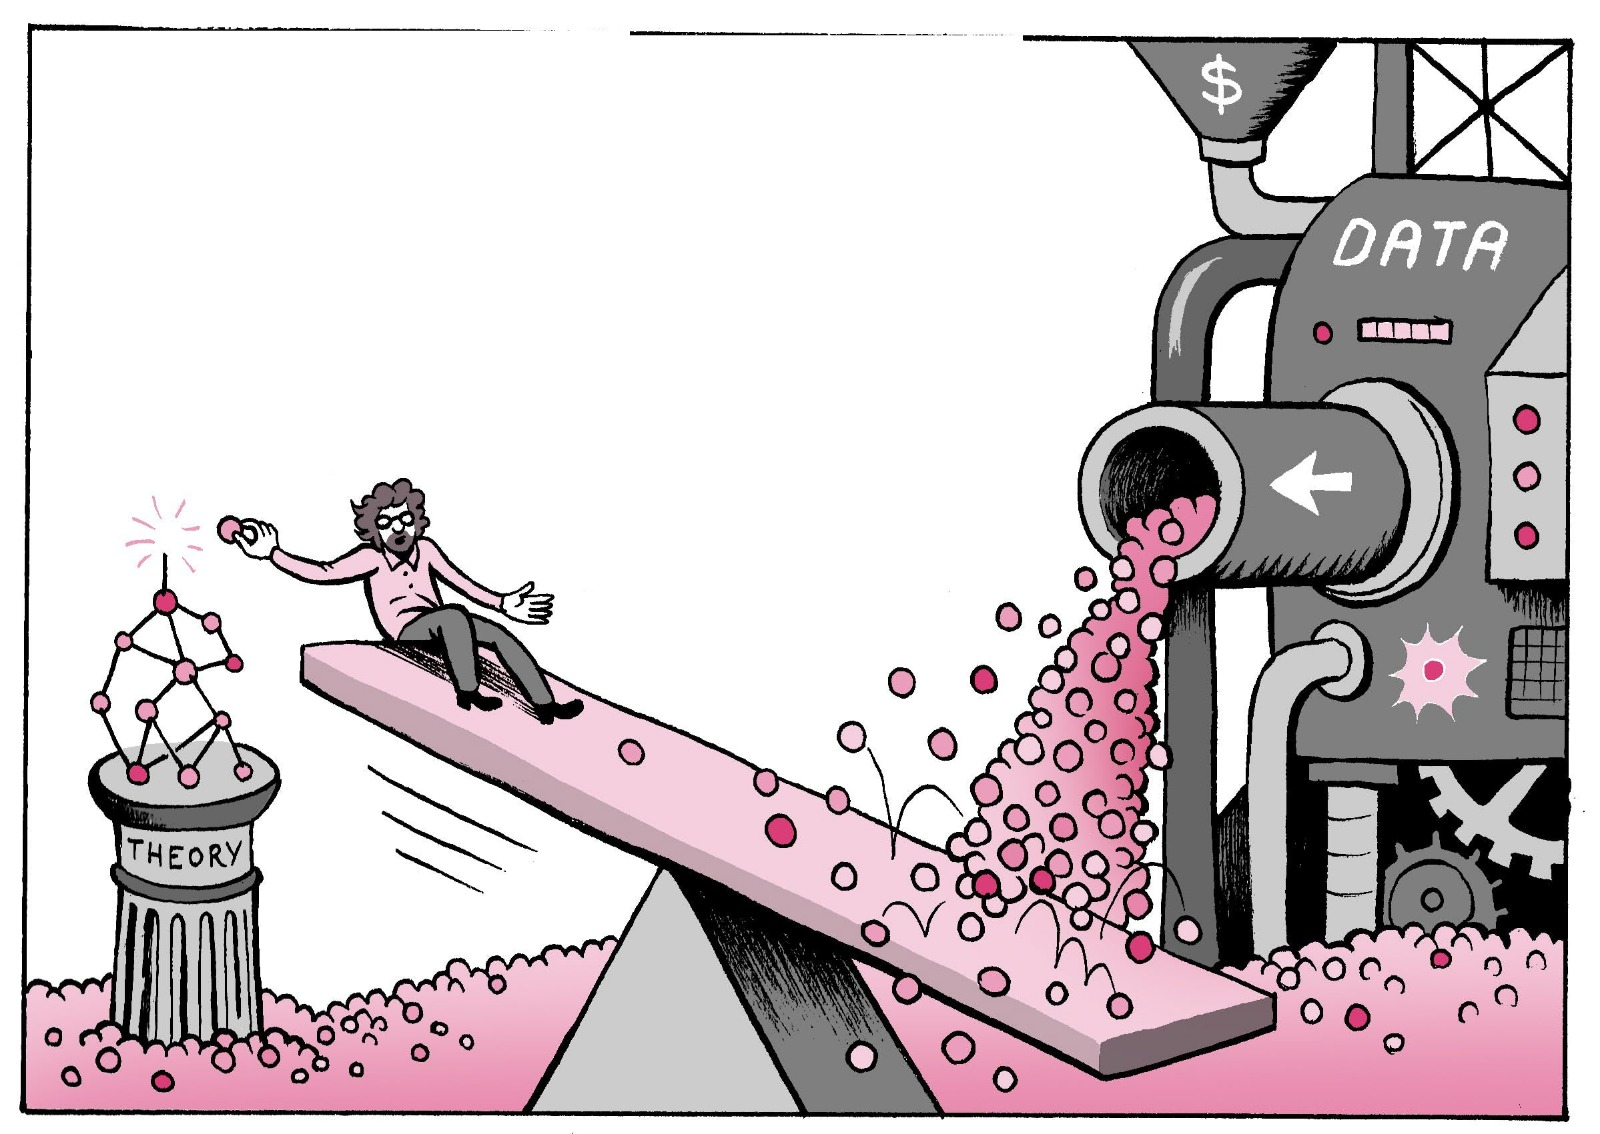 $
DATA
THEORY